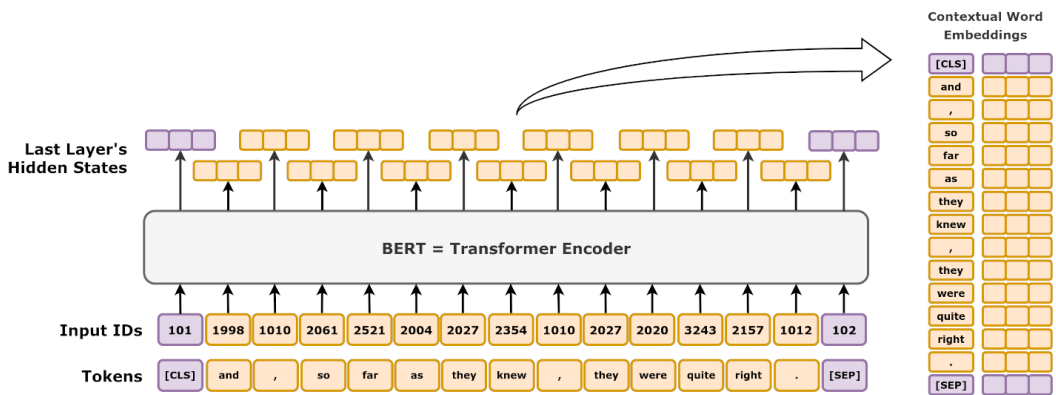 Contextual Word
Embeddings
[CLS]
and
,
so
far
as
they
knew
,
they
were
quite
right
.
[SEP]
Last Layer's
Hidden States
BERT = Transformer Encoder
Input IDs 101 1998 1010 2061 2521 2004 2027 2354 1010 2027 2020 3243 2157 1012 102
Tokens [CLS] and , so far as they knew , they were quite right . [SEP]